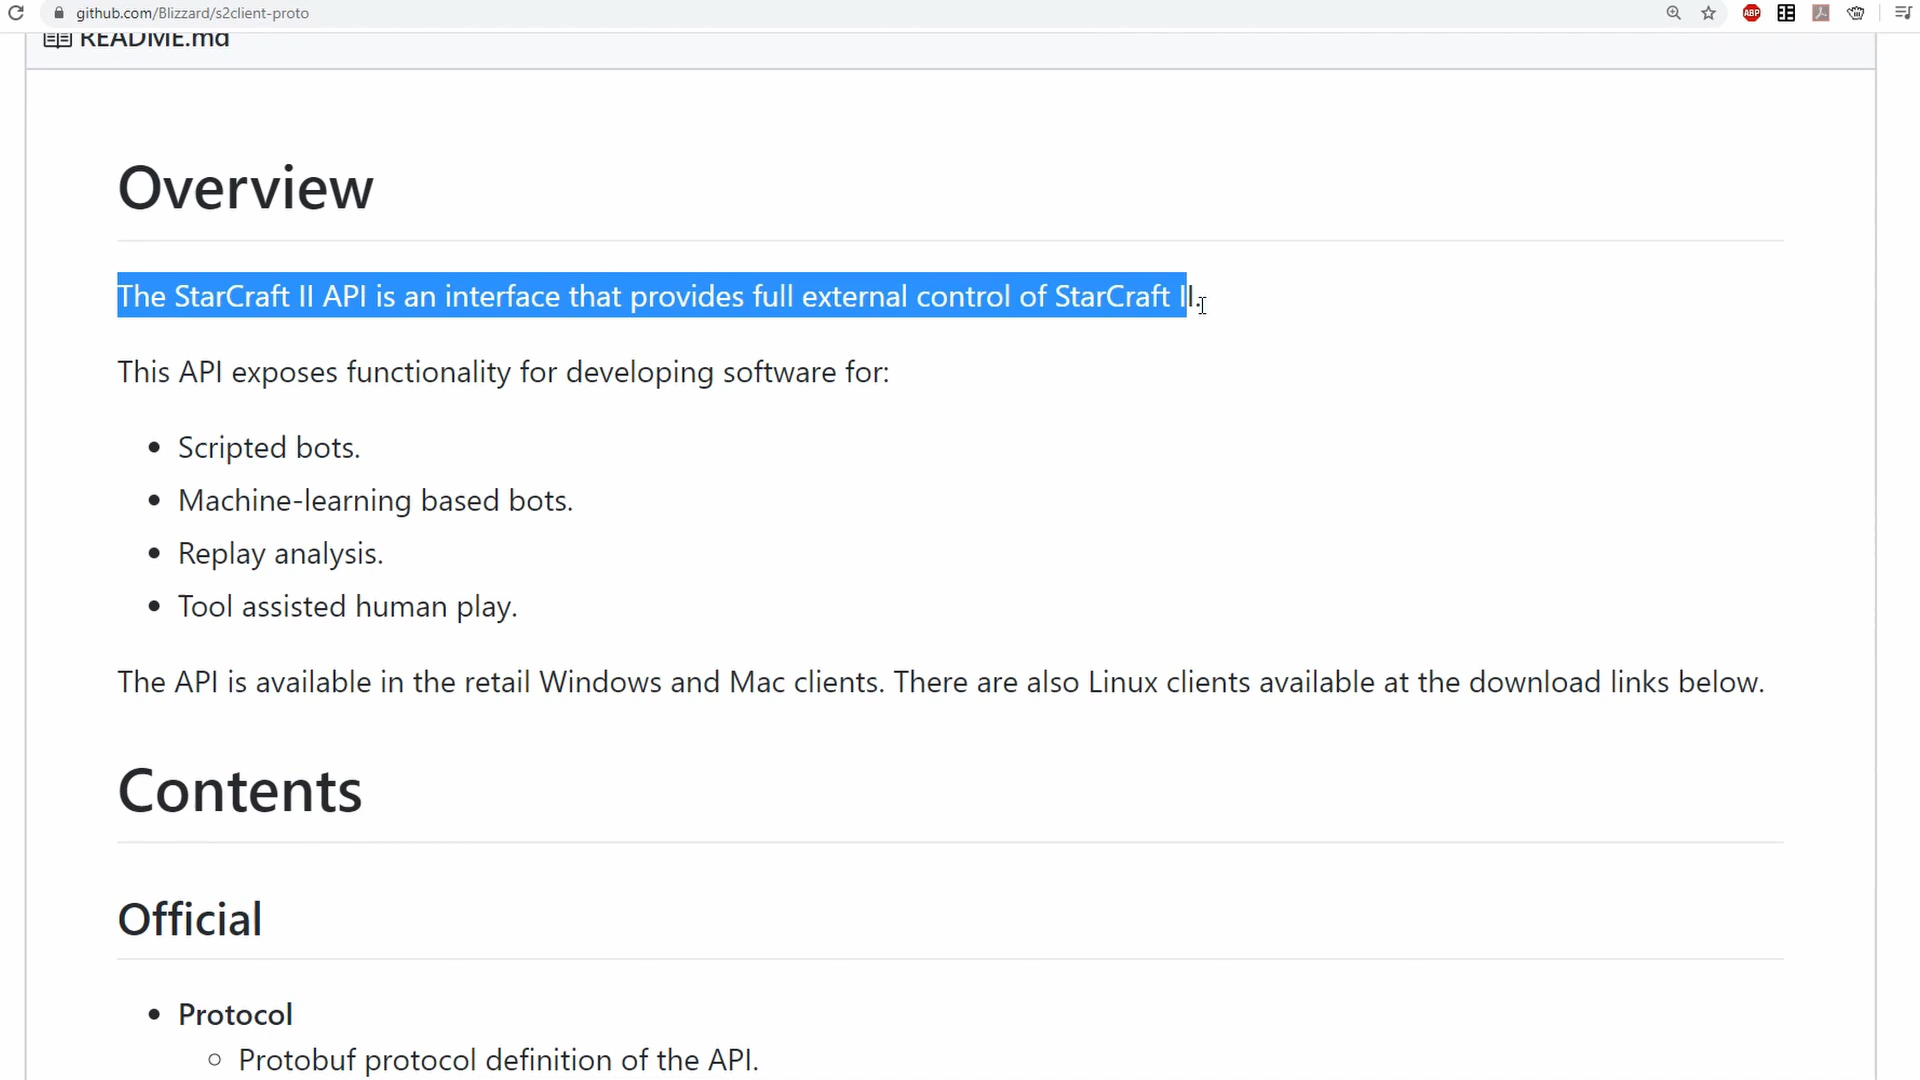 github.com/Blizzard/s2client-proto
ABP
README.md
Overview
The StarCraft II API is an interface that provides full external control of StarCraft II.
This API exposes functionality for developing software for:
Scripted bots.
Machine-learning based bots.
Replay analysis.
Tool assisted human play.
The API is available in the retail Windows and Mac clients. There are also Linux clients available at the download links below.
Contents
Official
Protocol
Protobuf protocol definition of the API.